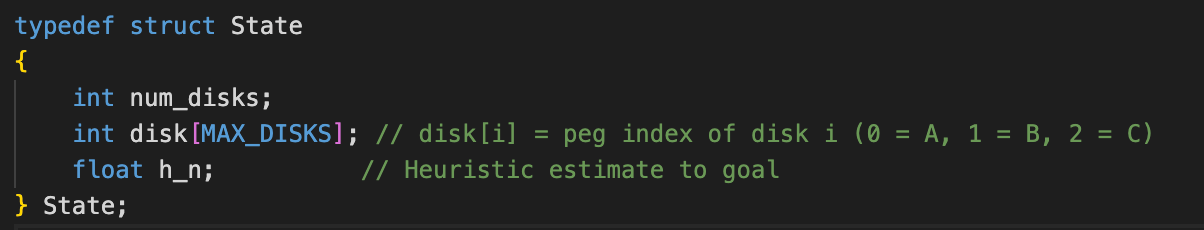 typedef struct State
{
    int num_disks;
    int disk[MAX_DISKS]; // disk[i] = peg index of disk i (0 = A, 1 = B, 2 = C)
    float h_n;          // Heuristic estimate to goal
} State;